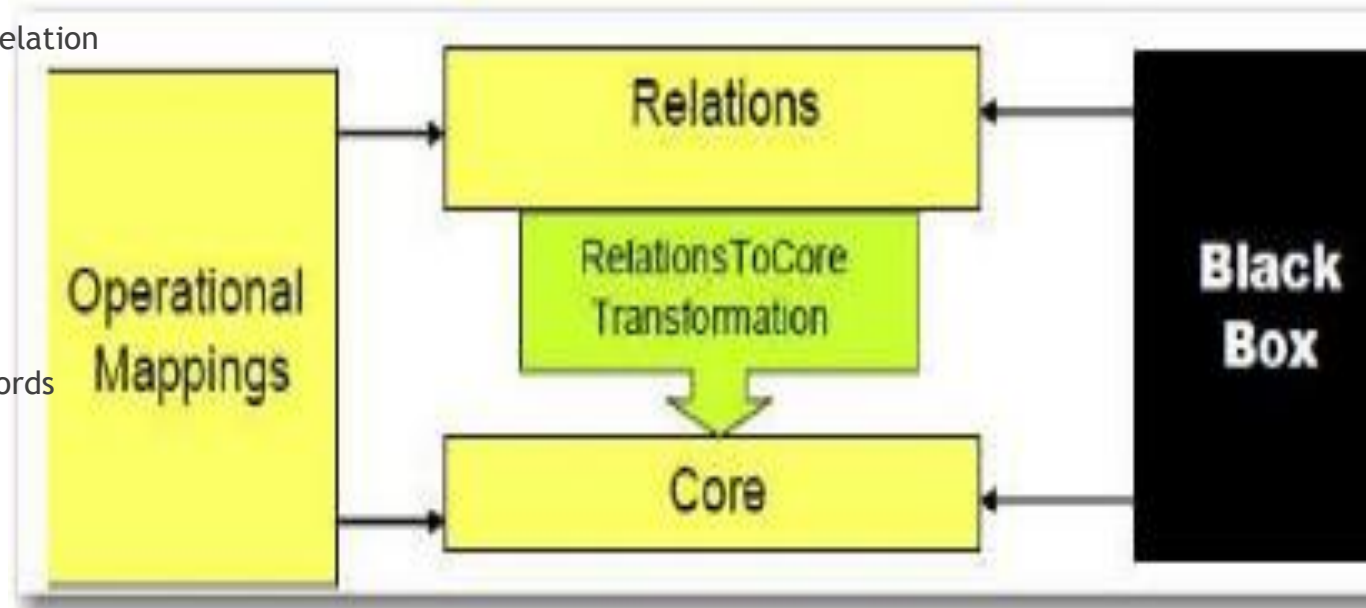 elation
Relations
RelationsToCore
Transformation
Operational
Mappings
ords
Core
Black
Box